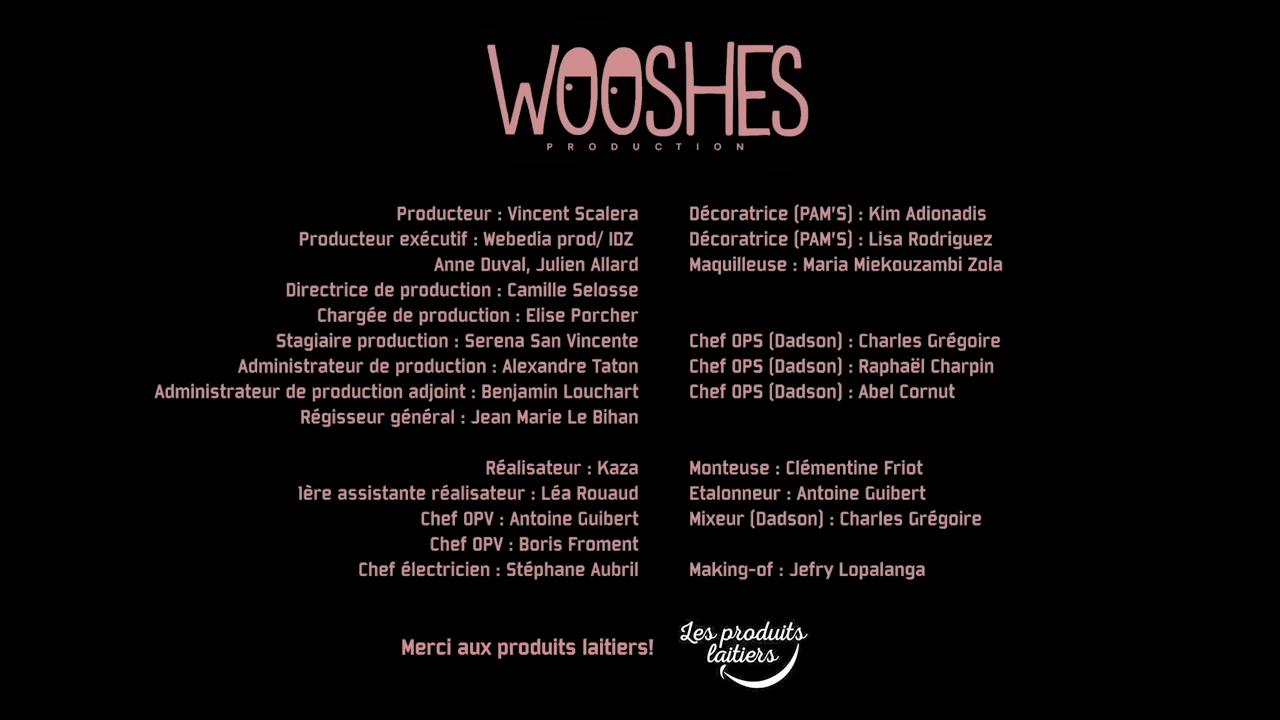 WOOSHES
PRODUCTION
Producteur : Vincent Scalera
Producteur exécutif : Webedia prod/ IDZ
Anne Duval, Julien Allard
Directrice de production : Camille Selosse
Chargée de production : Elise Porcher
Stagiaire production : Serena San Vincente
Administrateur de production : Alexandre Taton
Administrateur de production adjoint : Benjamin Louchart
Régisseur général : Jean Marie Le Bihan
Réalisateur : Kaza
1ère assistante réalisateur : Léa Rouaud
Chef OPV : Antoine Guibert
Chef OPV : Boris Froment
Chef électricien : Stéphane Aubril
Décoratrice (PAM'S) : Kim Adionadis
Décoratrice (PAM'S) : Lisa Rodriguez
Maquilleuse : Maria Miekouzambi Zola
Chef OPS (Dadson) : Charles Grégoire
Chef OPS (Dadson) : Raphaël Charpin
Chef OPS (Dadson) : Abel Cornut
Monteuse : Clémentine Friot
Etalonneur : Antoine Guibert
Mixeur (Dadson) : Charles Grégoire
Making-of : Jefry Lopalanga
Merci aux produits laitiers!
Les produits
laitiers